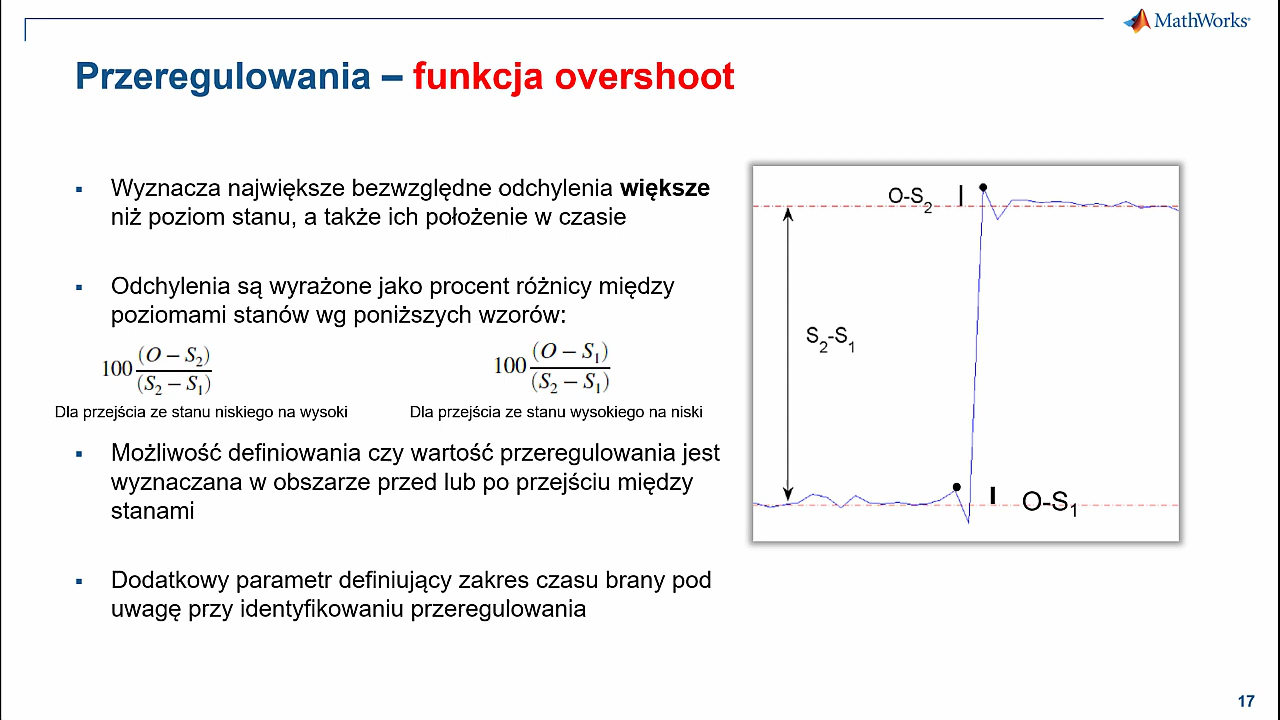 MathWorks®
Przeregulowania – funkcja overshoot
▪ Wyznacza największe bezwzględne odchylenia większe
niż poziom stanu, a także ich położenie w czasie
▪ Odchylenia są wyrażone jako procent różnicy między
poziomami stanów wg poniższych wzorów:
100 (O – S₂) / (S₂ – S₁)
100 (O – S₁) / (S₂ – S₁)
Dla przejścia ze stanu niskiego na wysoki
Dla przejścia ze stanu wysokiego na niski
▪ Możliwość definiowania czy wartość przeregulowania jest
wyznaczana w obszarze przed lub po przejściu między
stanami
▪ Dodatkowy parametr definiujący zakres czasu brany pod
uwagę przy identyfikowaniu przeregulowania
O-S₂
S₂-S₁
O-S₁
17